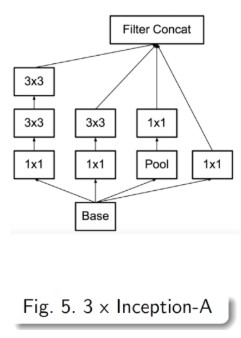 Filter Concat
3x3
3x3 3x3 1x1
1x1 1x1 Pool 1x1
Base
Fig. 5. 3 x Inception-A